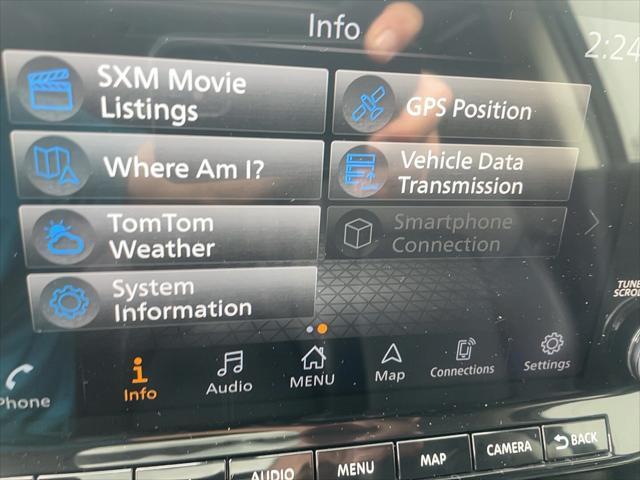 Info
2:24
SXM Movie
Listings
GPS Position
Where Am I?
Vehicle Data
Transmission
TomTom
Weather
Smartphone
Connection
System
Information
TUNE
SCROLL
Phone
Info
Audio
MENU
Map
Connections
Settings
AUDIO
MENU
MAP
CAMERA
BACK